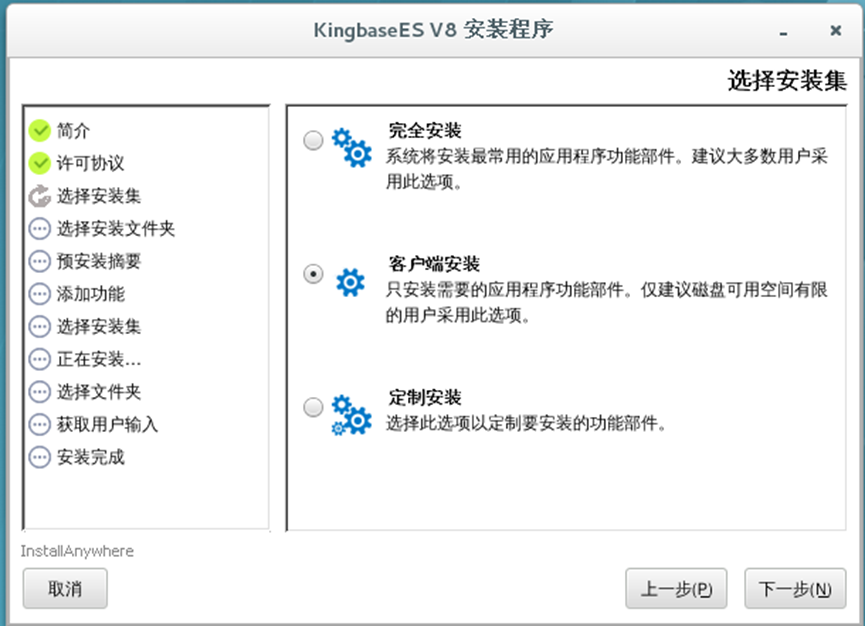 KingbaseES V8 安装程序
选择安装集
简介
许可协议
选择安装集
选择安装文件夹
预安装摘要
添加功能
选择安装集
正在安装...
选择文件夹
获取用户输入
安装完成
完全安装
系统将安装最常用的应用程序功能部件。建议大多数用户采
用此选项。
客户端安装
只安装需要的应用程序功能部件。仅建议磁盘可用空间有限
的用户采用此选项。
定制安装
选择此选项以定制要安装的功能部件。
InstallAnywhere
取消
上一步(P)
下一步(N)